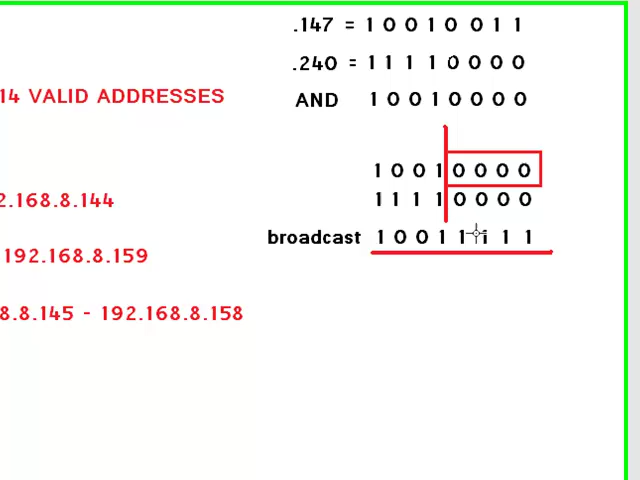 .147 = 1 0 0 1 0 0 1 1
.240 = 1 1 1 1 0 0 0 0
14 VALID ADDRESSES
AND 1 0 0 1 0 0 0 0
1 0 0 1 0 0 0 0
2.168.8.144
1 1 1 1 0 0 0 0
broadcast 1 0 0 1 1 1 1 1
192.168.8.159
8.8.145 - 192.168.8.158